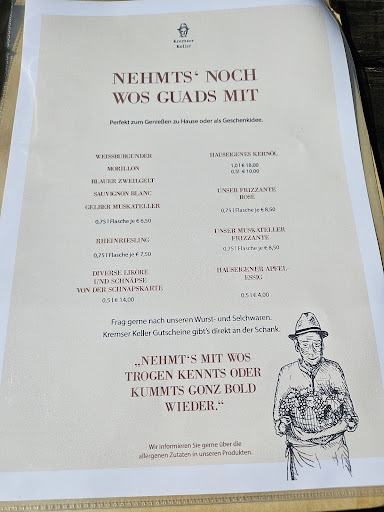 Kremser
Keller
NEHMTS‘ NOCH
WOS GUADS MIT
Perfekt zum Genießen zu Hause oder als Geschenkidee.
WEISSBURGUNDER
MORILLON
BLAUER ZWEIGELT
SAUVIGNON BLANC
GELBER MUSKATELLER
0,75 l Flasche je € 6,50
RHEINRIESLING
0,75 l Flasche je € 7,50
DIVERSE LIKÖRE
UND SCHNÄPSE
VON DER SCHNAPSKARTE
0,5 l € 14,00
HAUSEIGENES KERNÖL
1,0 l € 18,00
0,5 l € 10,00
UNSER FRIZZANTE
ROSE
0,75 l Flasche je € 8,50
UNSER MUSKATELLER
FRIZZANTE
0,75 l Flasche je € 8,50
HAUSEIGENER APFEL-
ESSIG
0,5 l € 4,00
Frag gerne nach unseren Wurst- und Selchwaren.
Kremser Keller Gutscheine gibt's direkt an der Schank.
„NEHMT'S MIT WOS
TROGEN KENNTS ODER
KUMMTS GONZ BOLD
WIEDER.“
Wir informieren Sie gerne über die
allergenen Zutaten in unseren Produkten.